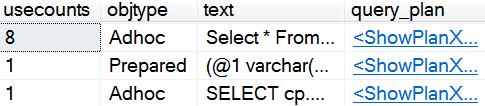 usecounts objtype text query_plan
8 Adhoc Select * From... <ShowPlanX...
1 Prepared (@1 varchar(... <ShowPlanX...
1 Adhoc SELECT cp.... <ShowPlanX...